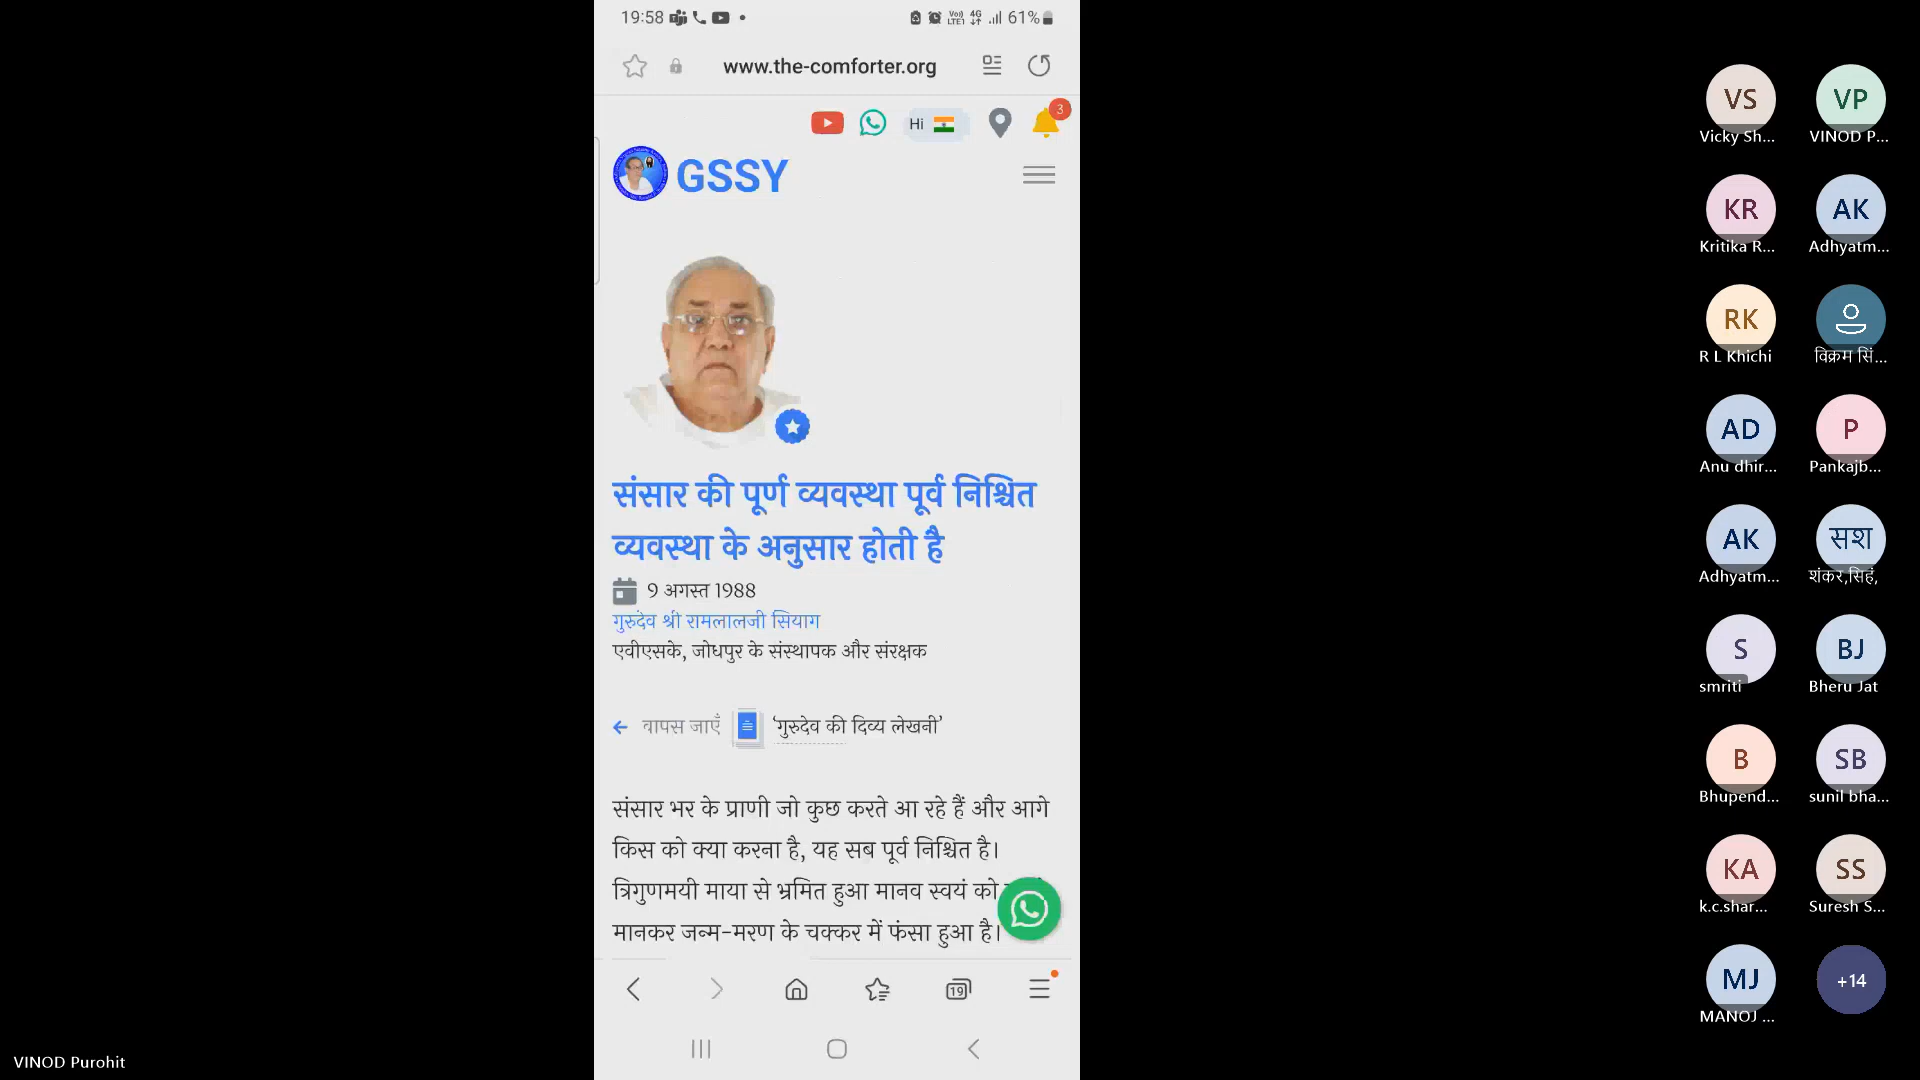 19:58
Vo) 4G
LTE1 61%
www.the-comforter.org
Hi
3
GSSY
संसार की पूर्ण व्यवस्था पूर्व निश्चित
व्यवस्था के अनुसार होती है
9 अगस्त 1988
गुरुदेव श्री रामलालजी सियाग
एवीएसके, जोधपुर के संस्थापक और संरक्षक
वापस जाएँ ‘गुरुदेव की दिव्य लेखनी’
संसार भर के प्राणी जो कुछ करते आ रहे हैं और आगे
किस को क्या करना है, यह सब पूर्व निश्चित है।
त्रिगुणमयी माया से भ्रमित हुआ मानव स्वयं को
मानकर जन्म-मरण के चक्कर में फंसा हुआ है।
19
VINOD Purohit
VS VP
Vicky Sh... VINOD P...
KR AK
Kritika R... Adhyatm...
RK
R L Khichi विक्रम सिं...
AD P
Anu dhir... Pankajb...
AK सश
Adhyatm... शंकर,सिहं,
S BJ
smriti Bheru Jat
B SB
Bhupend... sunil bha...
KA SS
k.c.shar... Suresh S...
MJ +14
MANOJ ...